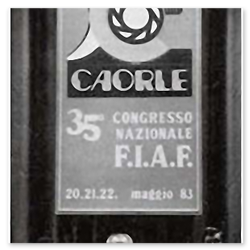 CAORLE
35° CONGRESSO
NAZIONALE
F.I.A.F.
20.21.22. maggio 83